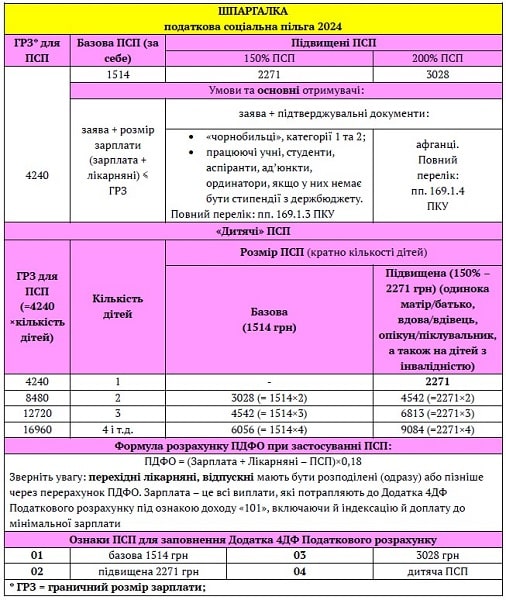 ШПАРГАЛКА
податкова соціальна пільга 2024
ГРЗ* для
ПСП
Базова ПСП (за
себе)
Підвищені ПСП
150% ПСП
200% ПСП
4240
1514
2271
3028
Умови та основні отримувачі:
заява + розмір
зарплати
(зарплата +
лікарняні) ⩽
ГРЗ
заява + підтверджувальні документи:
• «чорнобильці», категорії 1 та 2;
• працюючі учні, студенти,
аспіранти, ад’юнкти,
ординатори, якщо у них немає
бути стипендії з держбюджету.
Повний перелік: пп. 169.1.3 ПКУ
афганці.
Повний
перелік:
пп. 169.1.4
ПКУ
«Дитячі» ПСП
ГРЗ для
ПСП
(=4240
×кількість
дітей)
Кількість
дітей
Розмір ПСП (кратно кількості дітей)
Базова
(1514 грн)
Підвищена (150% –
2271 грн) (одинока
матір/батько,
вдова/вдівець,
опікун/піклувальник,
а також на дітей з
інвалідністю)
4240 1 - 2271
8480 2 3028 (= 1514×2) 4542 (=2271×2)
12720 3 4542 (= 1514×3) 6813 (=2271×3)
16960 4 і т.д. 6056 (= 1514×4) 9084 (=2271×4)
Формула розрахунку ПДФО при застосуванні ПСП:
ПДФО = (Зарплата + Лікарняні – ПСП)×0,18
Зверніть увагу: перехідні лікарняні, відпускні мають бути розподілені (одразу) або пізніше
через перерахунок ПДФО. Зарплата – це всі виплати, які потрапляють до Додатка 4ДФ
Податкового розрахунку під ознакою доходу «101», включаючи й індексацію й доплату до
мінімальної зарплати
Ознаки ПСП для заповнення Додатка 4ДФ Податкового розрахунку
01 базова 1514 грн 03 3028 грн
02 підвищена 2271 грн 04 дитяча ПСП
* ГРЗ = граничний розмір зарплати;